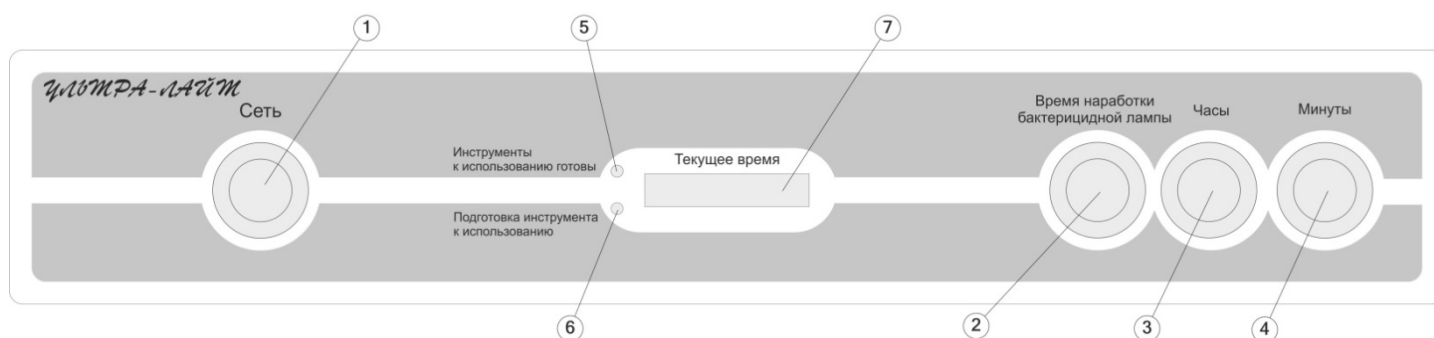 1
5
7
УЛЬТРА-ЛАЙТ
Сеть
Инструменты
к использованию готовы
Подготовка инструмента
к использованию
Текущее время
Время наработки
бактерицидной лампы
Часы
Минуты
6
2
3
4